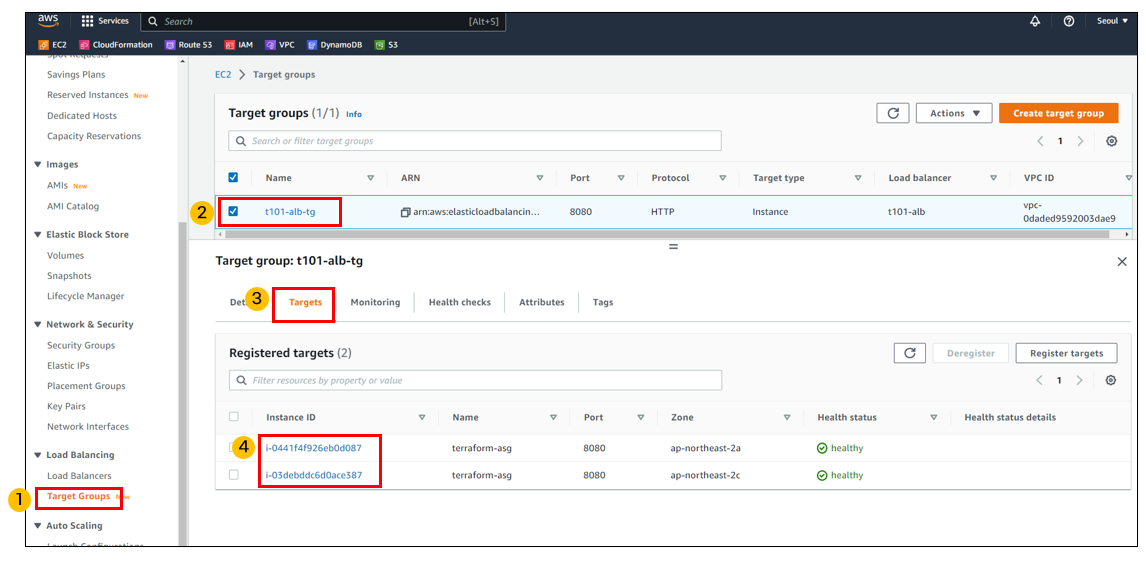 aws Services Search [Alt+S] Seoul
EC2 CloudFormation Route 53 IAM VPC DynamoDB S3
Spot Requests
Savings Plans
Reserved Instances New
Dedicated Hosts
Capacity Reservations
Images
AMIs New
AMI Catalog
Elastic Block Store
Volumes
Snapshots
Lifecycle Manager
Network & Security
Security Groups
Elastic IPs
Placement Groups
Key Pairs
Network Interfaces
Load Balancing
Load Balancers
1 Target Groups New
Auto Scaling
Launch Configurations
EC2 > Target groups
Target groups (1/1) Info
Actions Create target group
Search or filter target groups
1
Name ARN Port Protocol Target type Load balancer VPC ID
2 t101-alb-tg arn:aws:elasticloadbalancin... 8080 HTTP Instance t101-alb vpc-
0daded9592003dae9
Target group: t101-alb-tg
3 Targets Monitoring Health checks Attributes Tags
Registered targets (2)
Deregister Register targets
Filter resources by property or value
1
Instance ID Name Port Zone Health status Health status details
4 i-0441f4f926eb0d087 terraform-asg 8080 ap-northeast-2a healthy
i-03debddc6d0ace387 terraform-asg 8080 ap-northeast-2c healthy